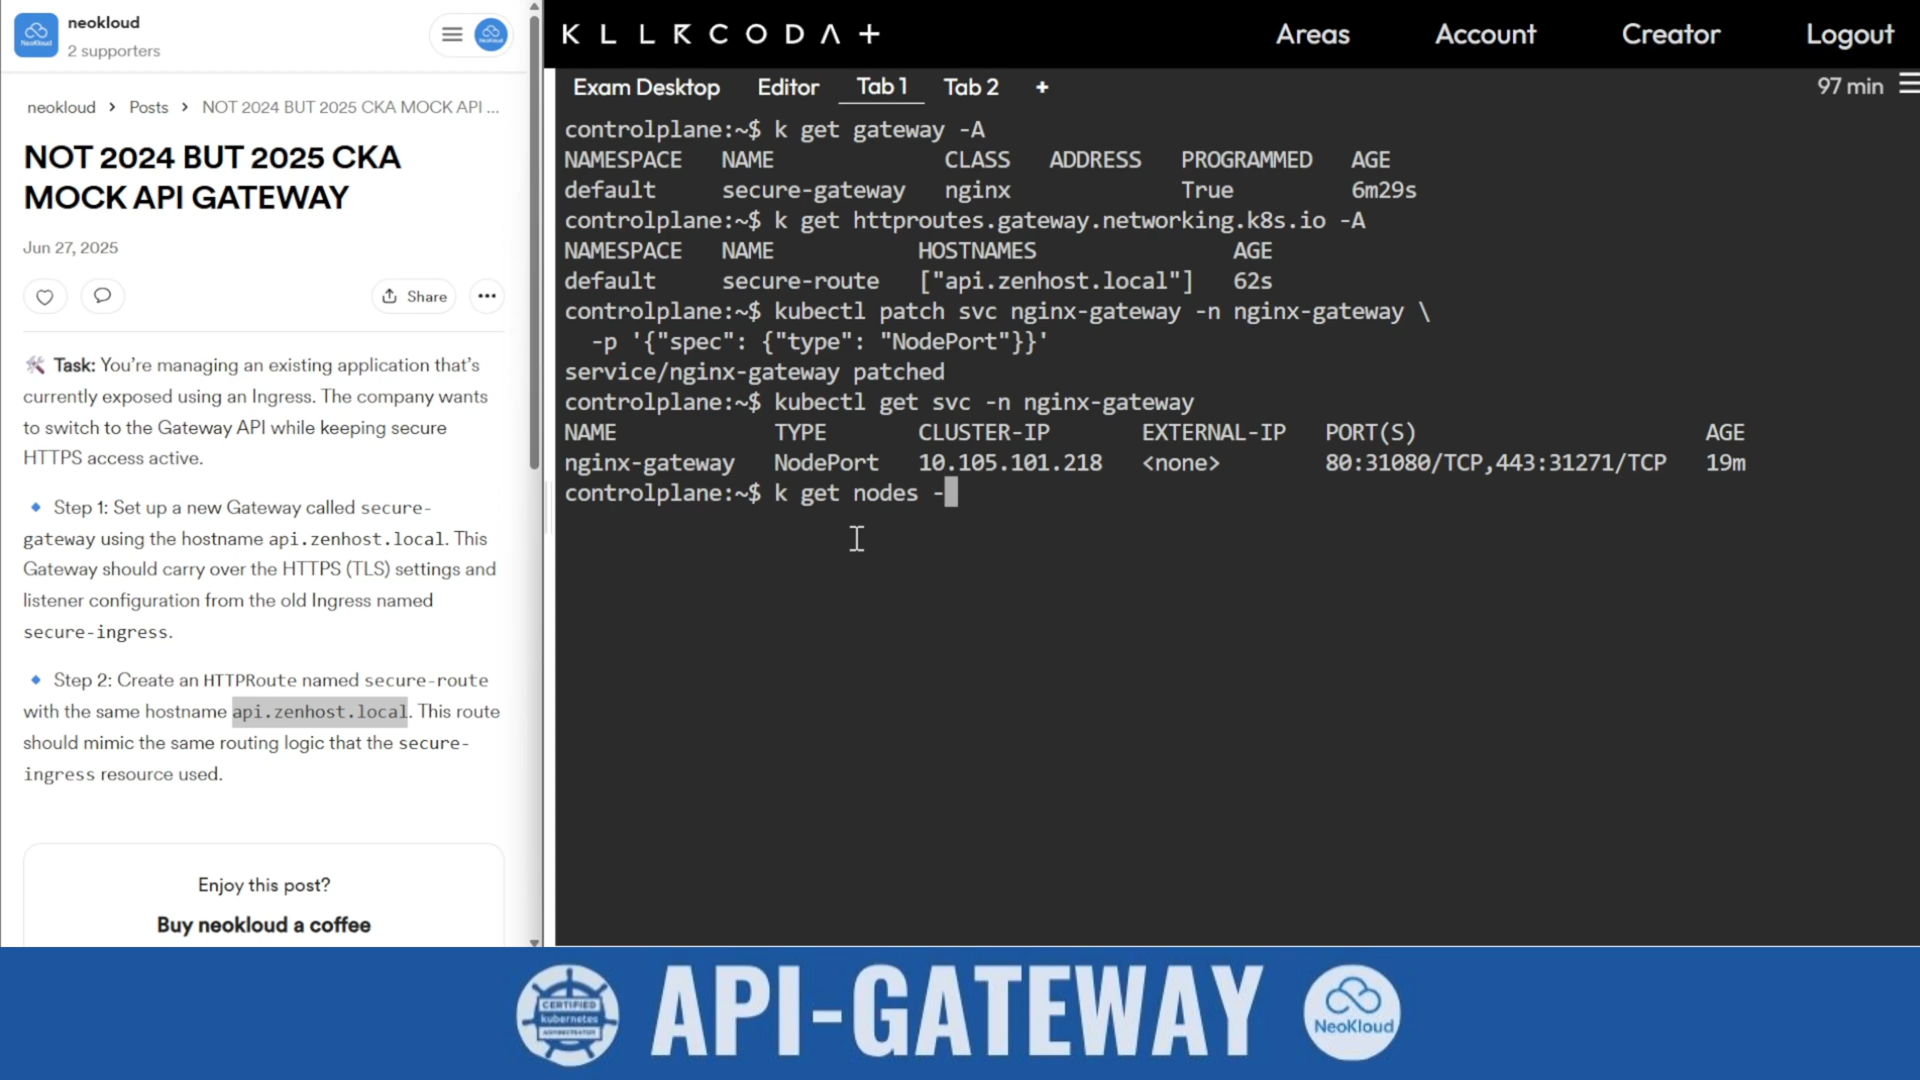 neokloud
2 supporters
neokloud > Posts > NOT 2024 BUT 2025 CKA MOCK API ...
NOT 2024 BUT 2025 CKA
MOCK API GATEWAY
Jun 27, 2025
Share
🛠 Task: You're managing an existing application that's
currently exposed using an Ingress. The company wants
to switch to the Gateway API while keeping secure
HTTPS access active.
🔹 Step 1: Set up a new Gateway called secure-
gateway using the hostname api.zenhost.local. This
Gateway should carry over the HTTPS (TLS) settings and
listener configuration from the old Ingress named
secure-ingress.
🔹 Step 2: Create an HTTPRoute named secure-route
with the same hostname api.zenhost.local. This route
should mimic the same routing logic that the secure-
ingress resource used.
Enjoy this post?
Buy neokloud a coffee
KLLRCODA+
Areas Account Creator Logout
Exam Desktop Editor Tab 1 Tab 2 + 97 min
controlplane:~$ k get gateway -A
NAMESPACE NAME CLASS ADDRESS PROGRAMMED AGE
default secure-gateway nginx True 6m29s
controlplane:~$ k get httproutes.gateway.networking.k8s.io -A
NAMESPACE NAME HOSTNAMES AGE
default secure-route ["api.zenhost.local"] 62s
controlplane:~$ kubectl patch svc nginx-gateway -n nginx-gateway \
-p '{"spec": {"type": "NodePort"}}'
service/nginx-gateway patched
controlplane:~$ kubectl get svc -n nginx-gateway
NAME TYPE CLUSTER-IP EXTERNAL-IP PORT(S) AGE
nginx-gateway NodePort 10.105.101.218 <none> 80:31080/TCP,443:31271/TCP 19m
controlplane:~$ k get nodes -
CERTIFIED
kubernetes
ADMINISTRATOR
API-GATEWAY
NeoKloud